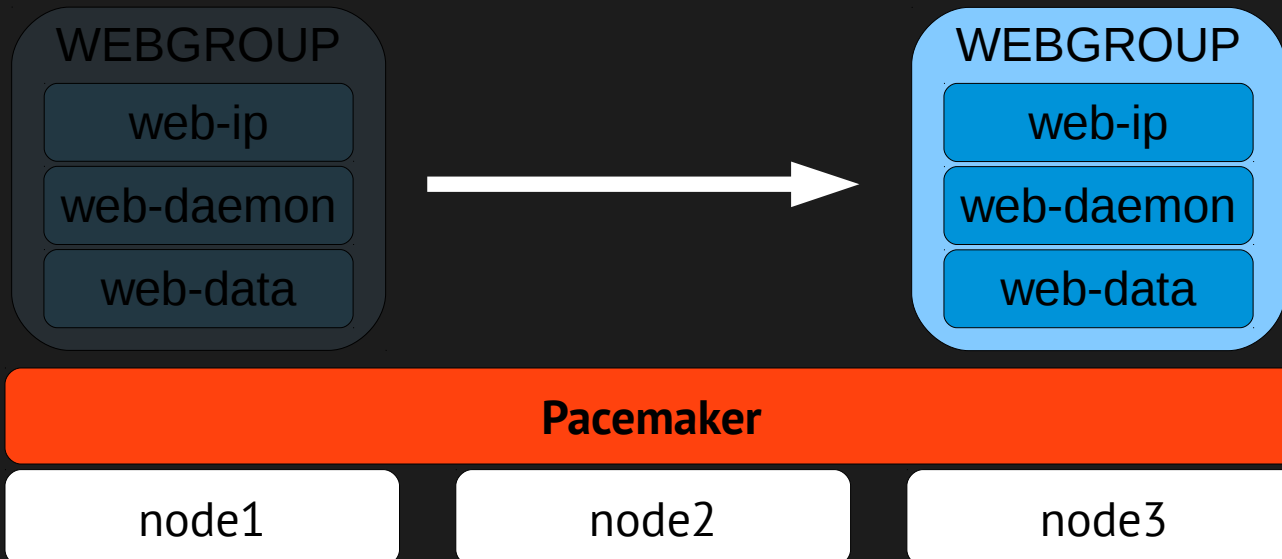 WEBGROUP
web-ip
web-daemon
web-data
WEBGROUP
web-ip
web-daemon
web-data
Pacemaker
node1
node2
node3